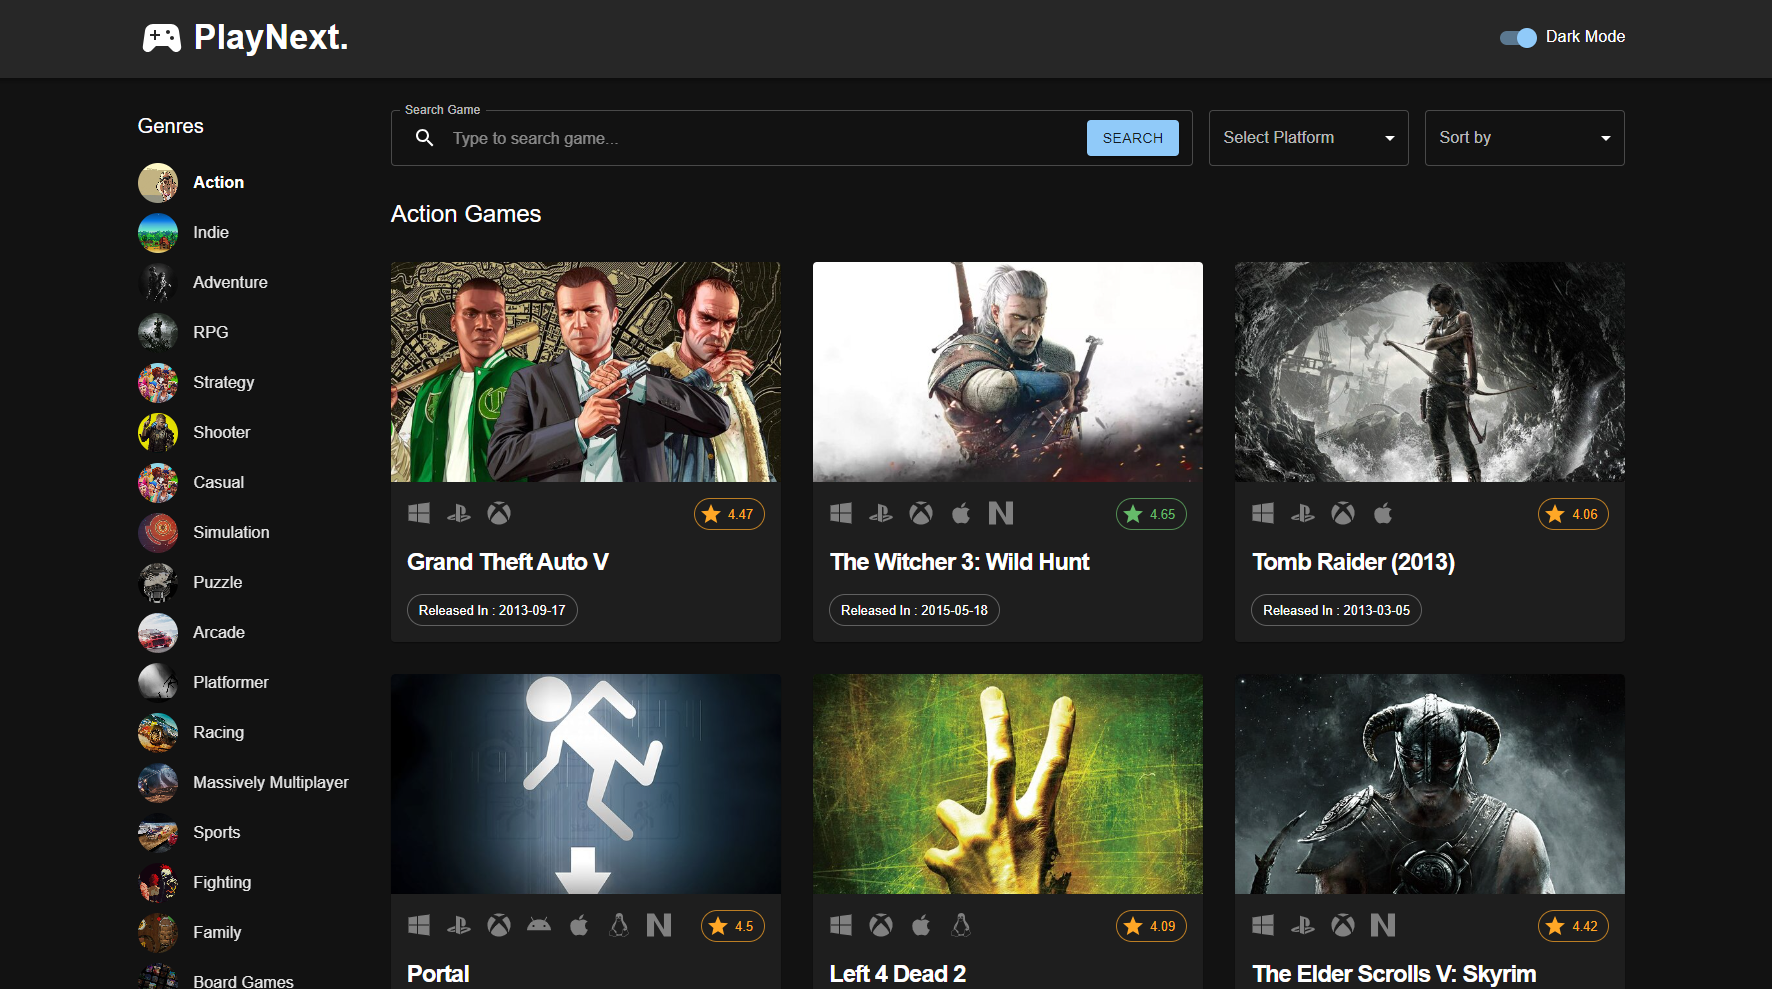 PlayNext.
Dark Mode
Genres
Action
Indie
Adventure
RPG
Strategy
Shooter
Casual
Simulation
Puzzle
Arcade
Platformer
Racing
Massively Multiplayer
Sports
Fighting
Family
Board Games
Search Game
Type to search game...
SEARCH
Select Platform
Sort by
Action Games
4.47
Grand Theft Auto V
Released In : 2013-09-17
4.65
The Witcher 3: Wild Hunt
Released In : 2015-05-18
4.06
Tomb Raider (2013)
Released In : 2013-03-05
4.5
Portal
4.09
Left 4 Dead 2
4.42
The Elder Scrolls V: Skyrim